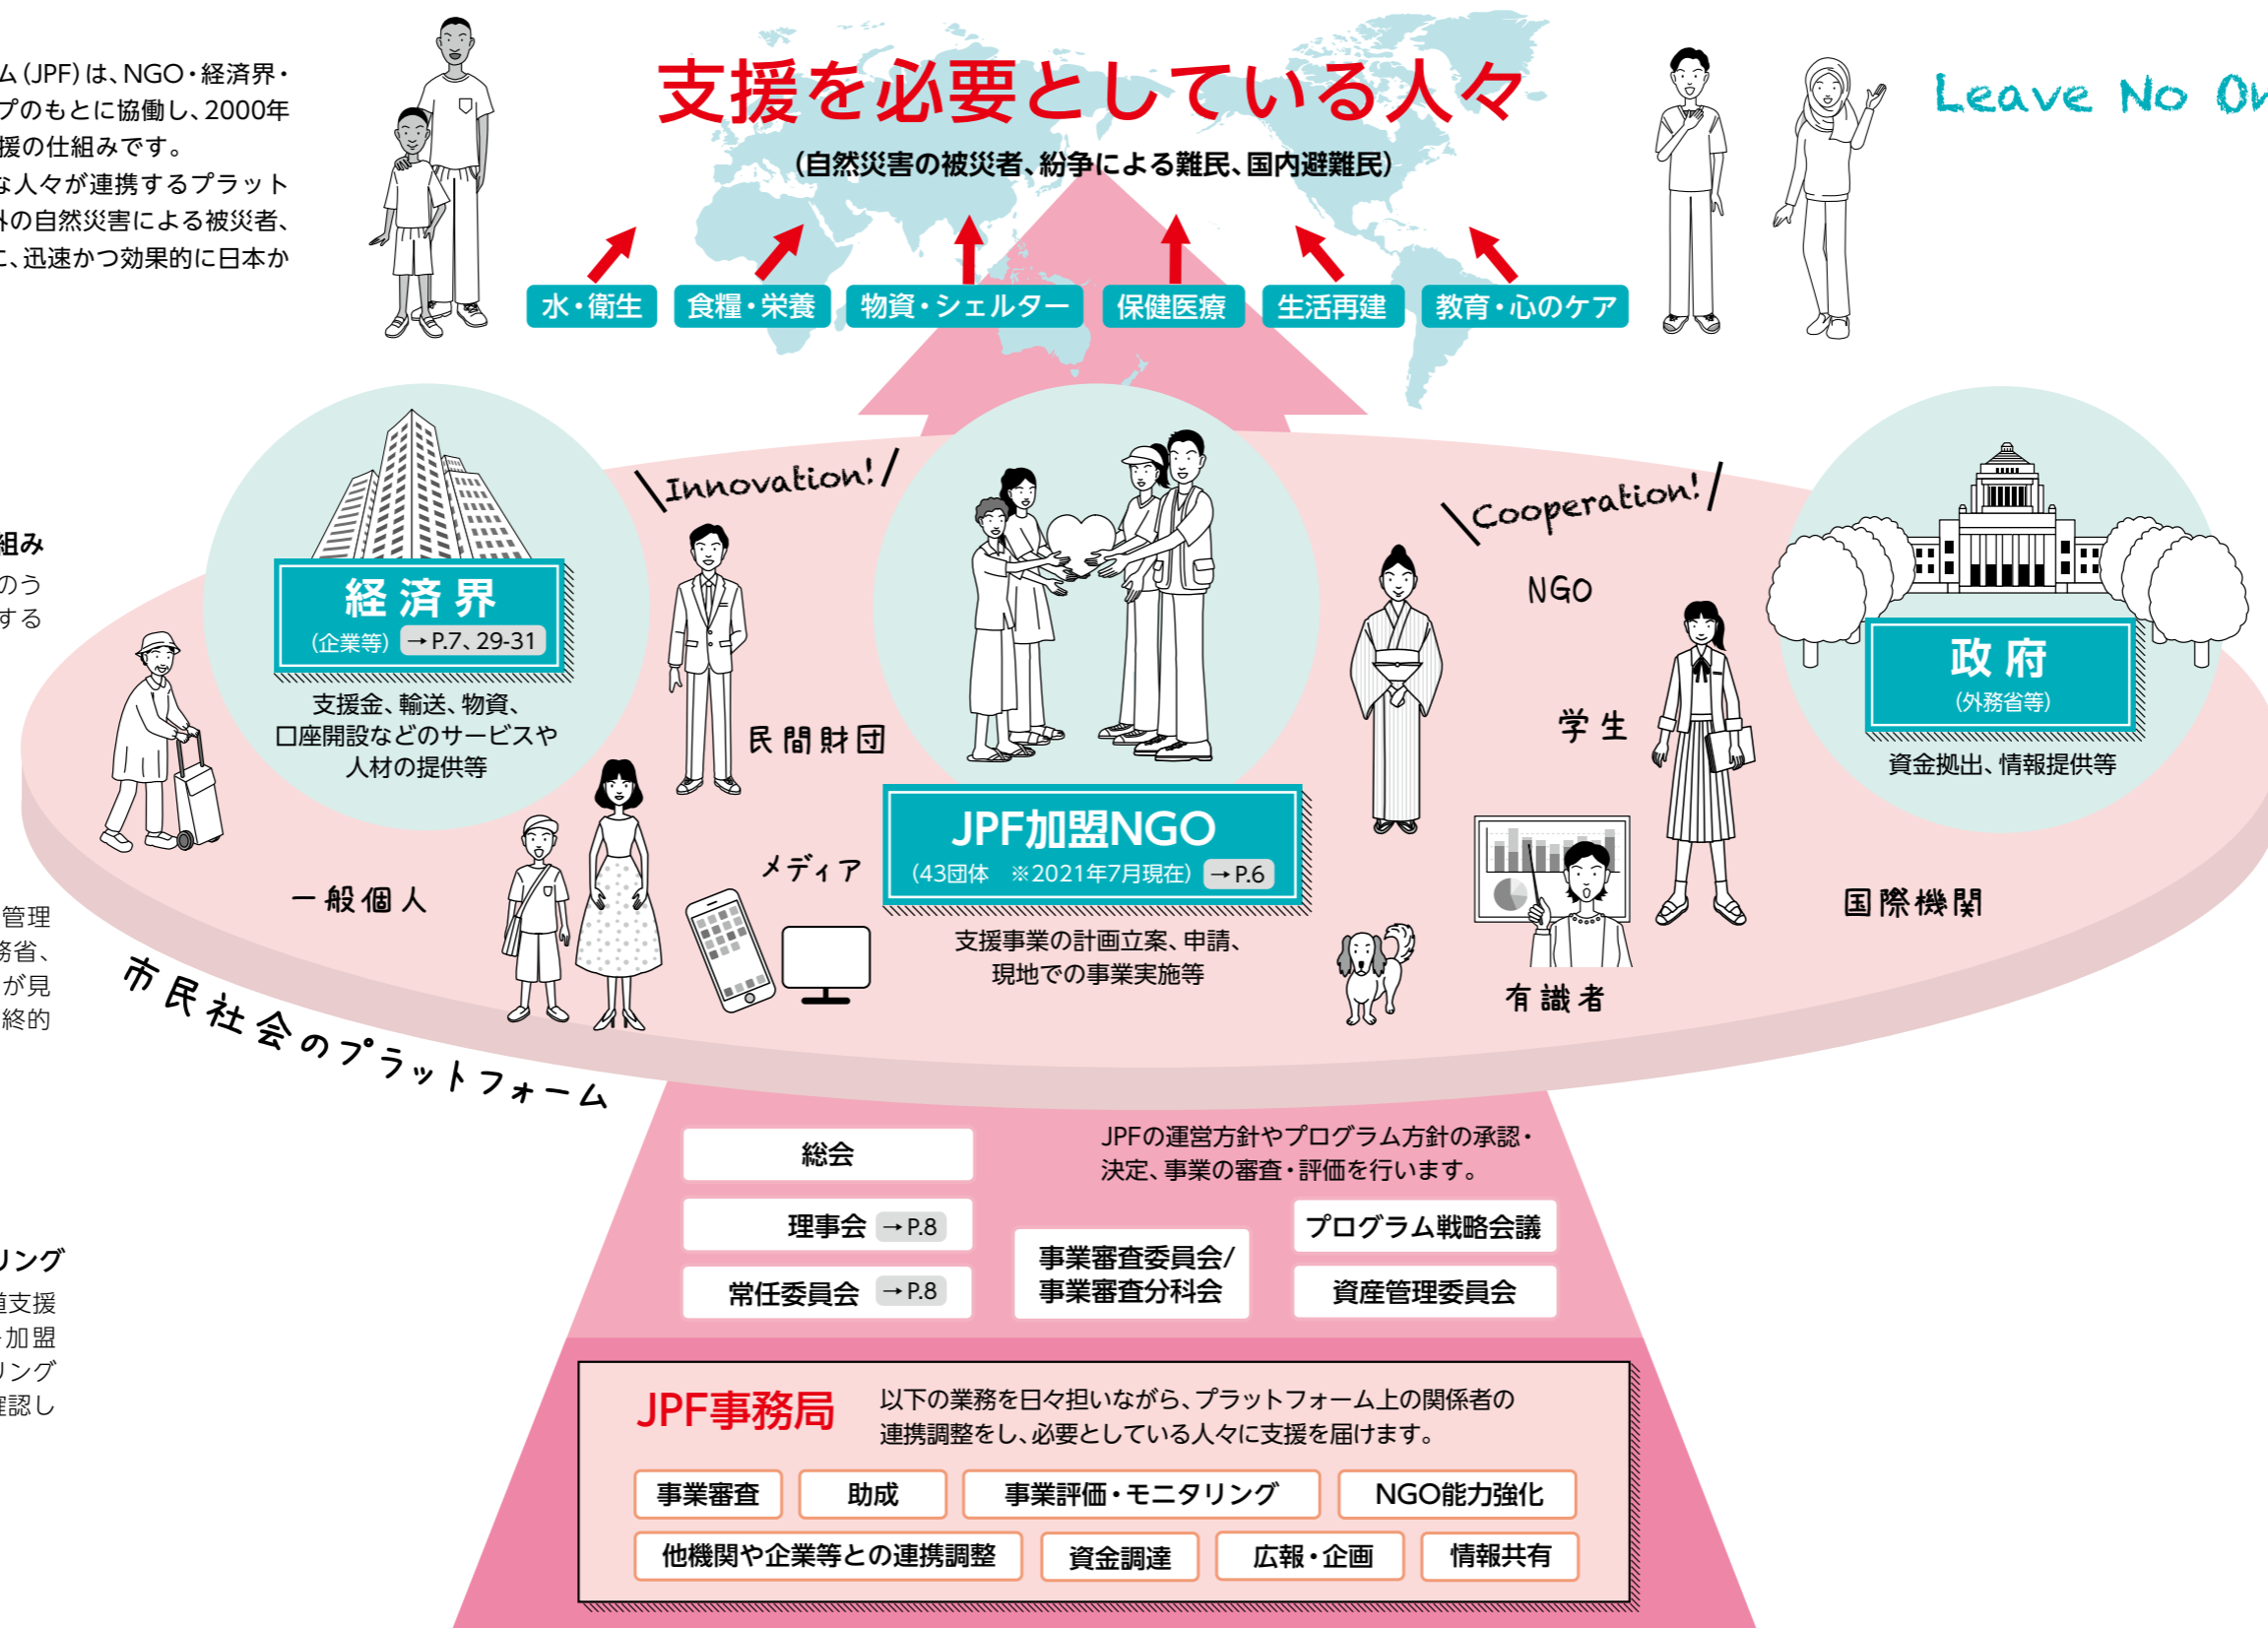 ム（JPF）は、NGO・経済界・
プのもとに協働し、2000年
援の仕組みです。
な人々が連携するプラット
外の自然災害による被災者、
に、迅速かつ効果的に日本か
支援を必要としている人々
（自然災害の被災者、紛争による難民、国内避難民）
Leave No On
水・衛生
食糧・栄養
物資・シェルター
保健医療
生活再建
教育・心のケア
組み
のう
する
管理
務省、
が見
終的
リング
道支援
加盟
リング
確認し
Innovation!
Cooperation!
経済界
（企業等） →P.7、29-31
支援金、輸送、物資、
口座開設などのサービスや
人材の提供等
民間財団
メディア
一般個人
市民社会のプラットフォーム
JPF加盟NGO
（43団体　※2021年7月現在） →P.6
支援事業の計画立案、申請、
現地での事業実施等
NGO
学生
有識者
国際機関
政府
（外務省等）
資金拠出、情報提供等
総会
理事会 →P.8
常任委員会 →P.8
JPFの運営方針やプログラム方針の承認・
決定、事業の審査・評価を行います。
事業審査委員会/
事業審査分科会
プログラム戦略会議
資産管理委員会
JPF事務局
以下の業務を日々担いながら、プラットフォーム上の関係者の
連携調整をし、必要としている人々に支援を届けます。
事業審査
助成
事業評価・モニタリング
NGO能力強化
他機関や企業等との連携調整
資金調達
広報・企画
情報共有